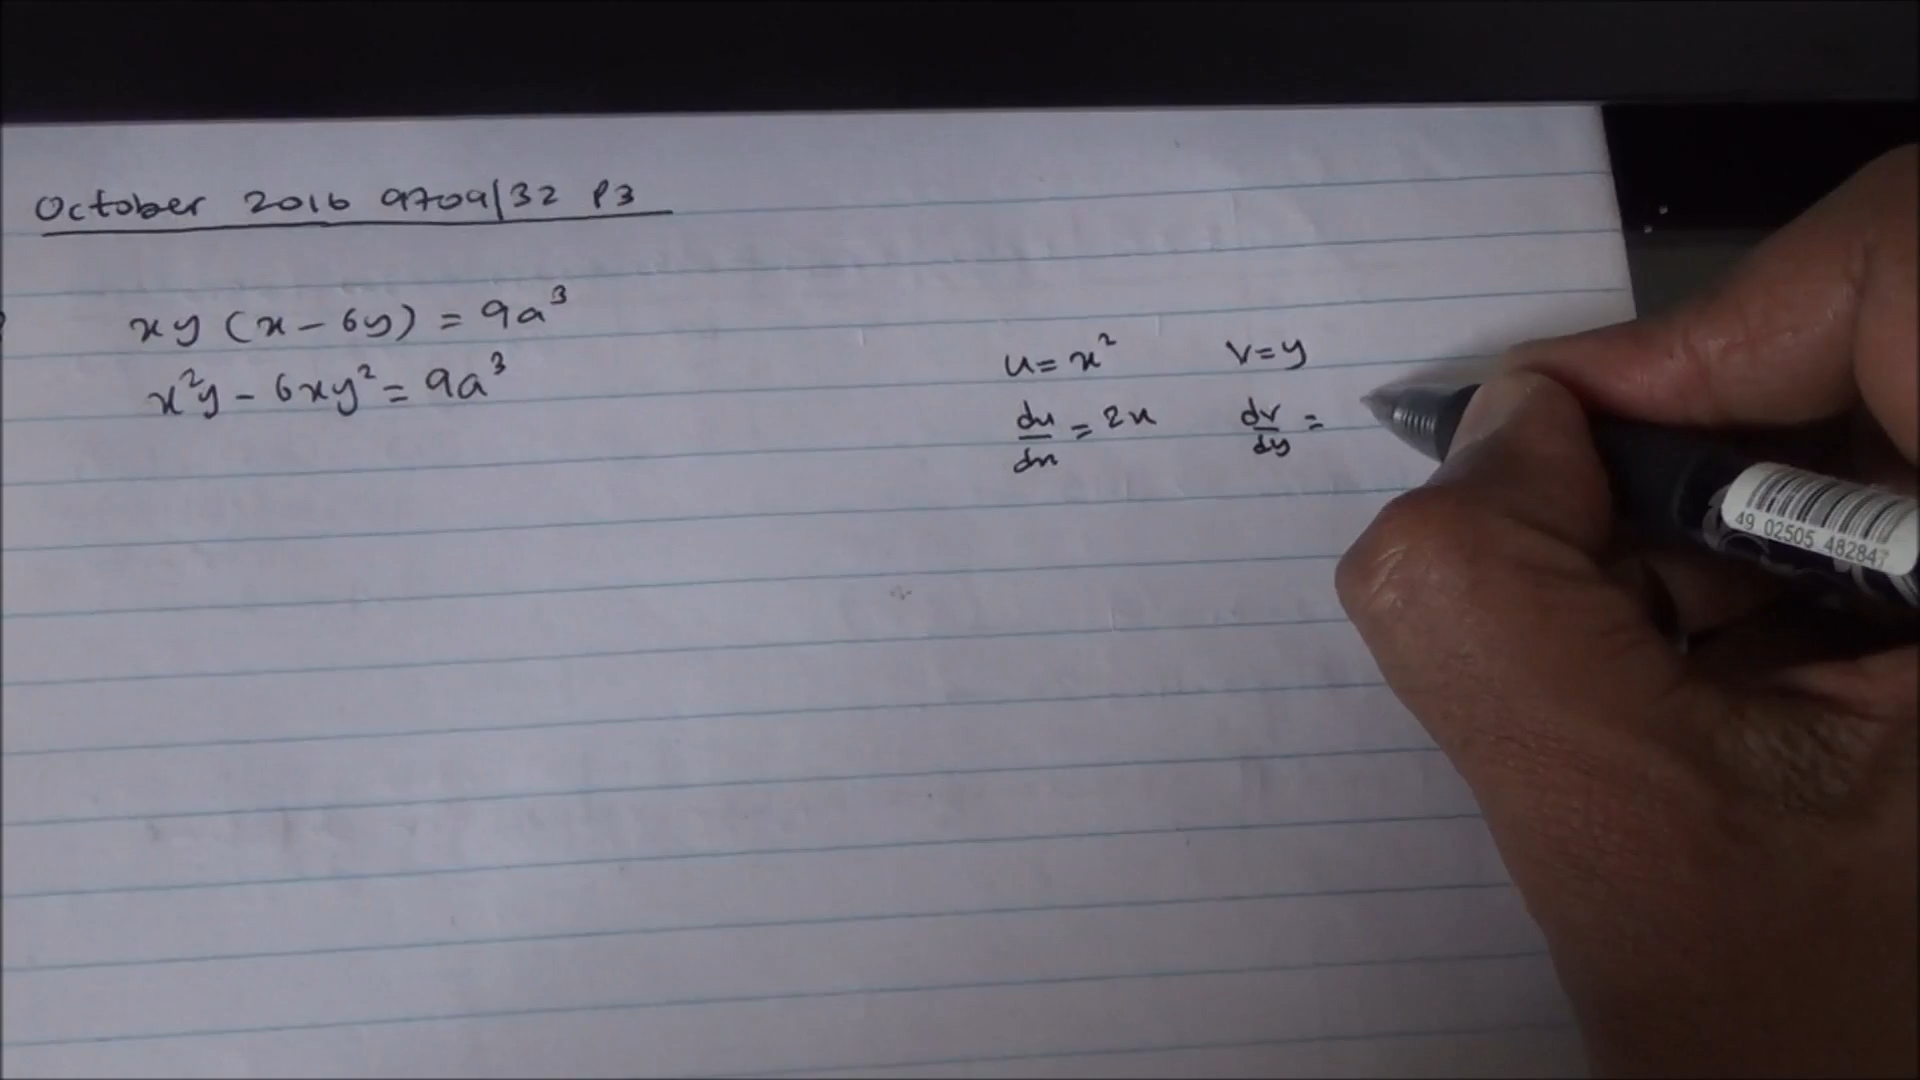 October 2016 9709/32 P3
xy (x - 6y) = 9a³
x²y - 6xy² = 9a³
u = x² v = y
du/dx = 2x dv/dy =
49 02505 482847